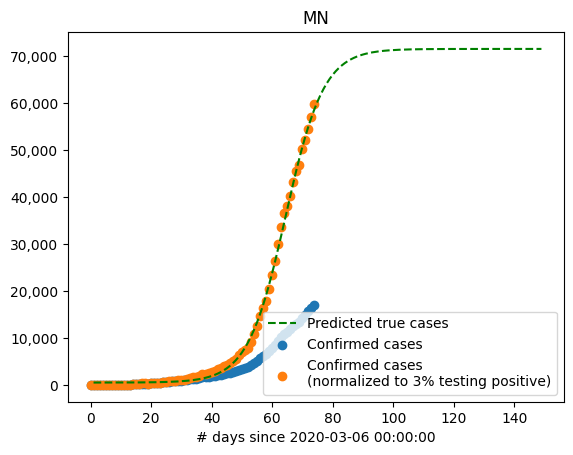 MN
70,000
60,000
50,000
40,000
30,000
20,000
10,000
0
Predicted true cases
Confirmed cases
Confirmed cases
(normalized to 3% testing positive)
0 20 40 60 80 100 120 140
# days since 2020-03-06 00:00:00